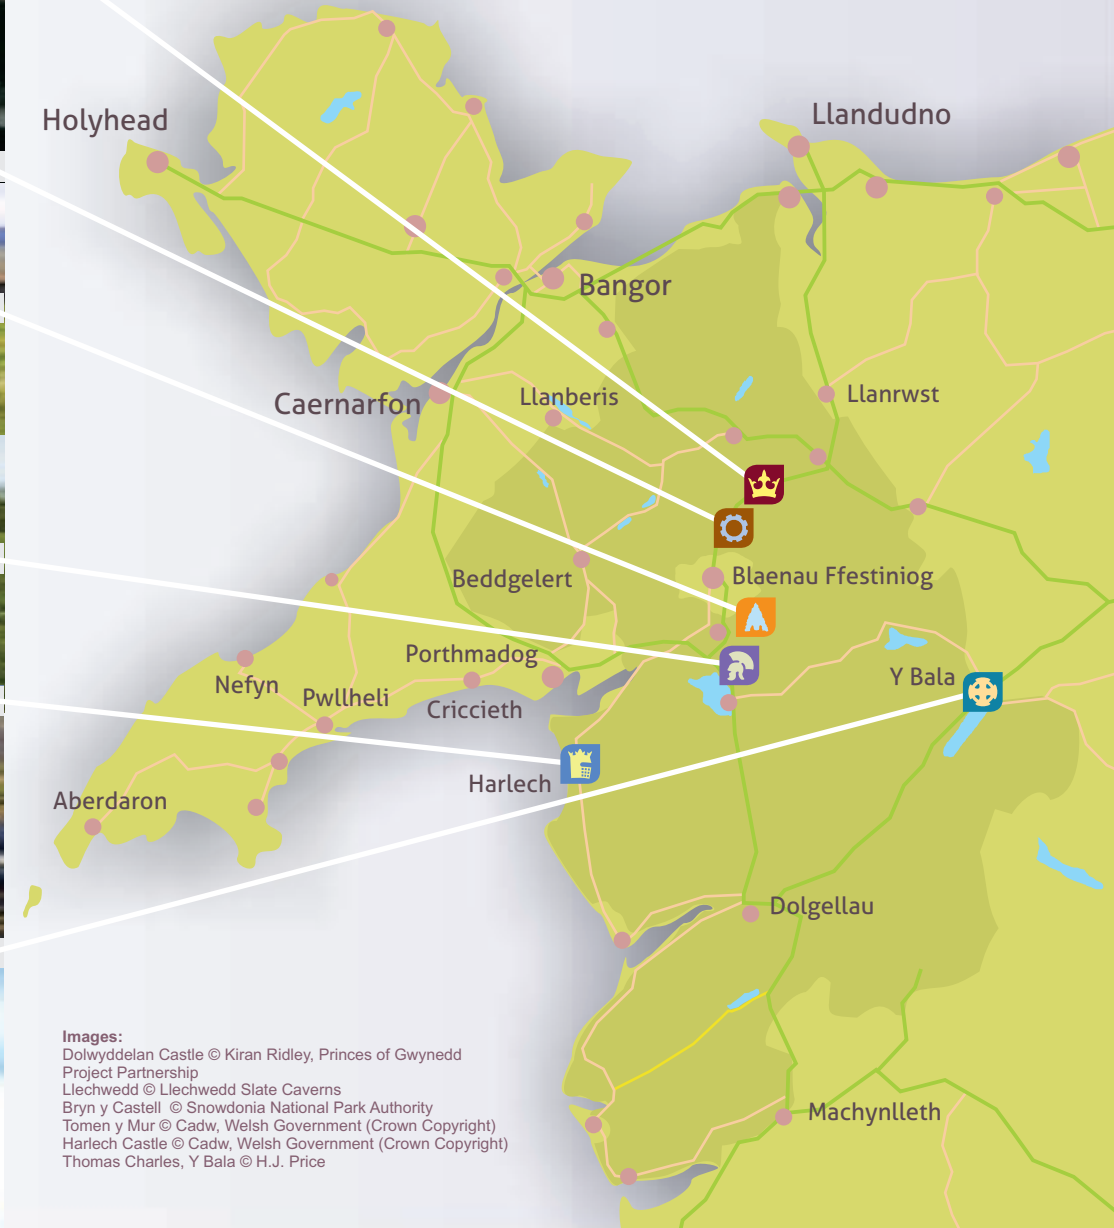 Holyhead
Llandudno
Bangor
Caernarfon
Llanberis
Llanrwst
Beddgelert
Blaenau Ffestiniog
Porthmadog
Y Bala
Nefyn
Pwllheli
Criccieth
Harlech
Aberdaron
Dolgellau
Machynlleth
Images:
Dolwyddelan Castle © Kiran Ridley, Princes of Gwynedd
Project Partnership
Llechwedd © Llechwedd Slate Caverns
Bryn y Castell © Snowdonia National Park Authority
Tomen y Mur © Cadw, Welsh Government (Crown Copyright)
Harlech Castle © Cadw, Welsh Government (Crown Copyright)
Thomas Charles, Y Bala © H.J. Price